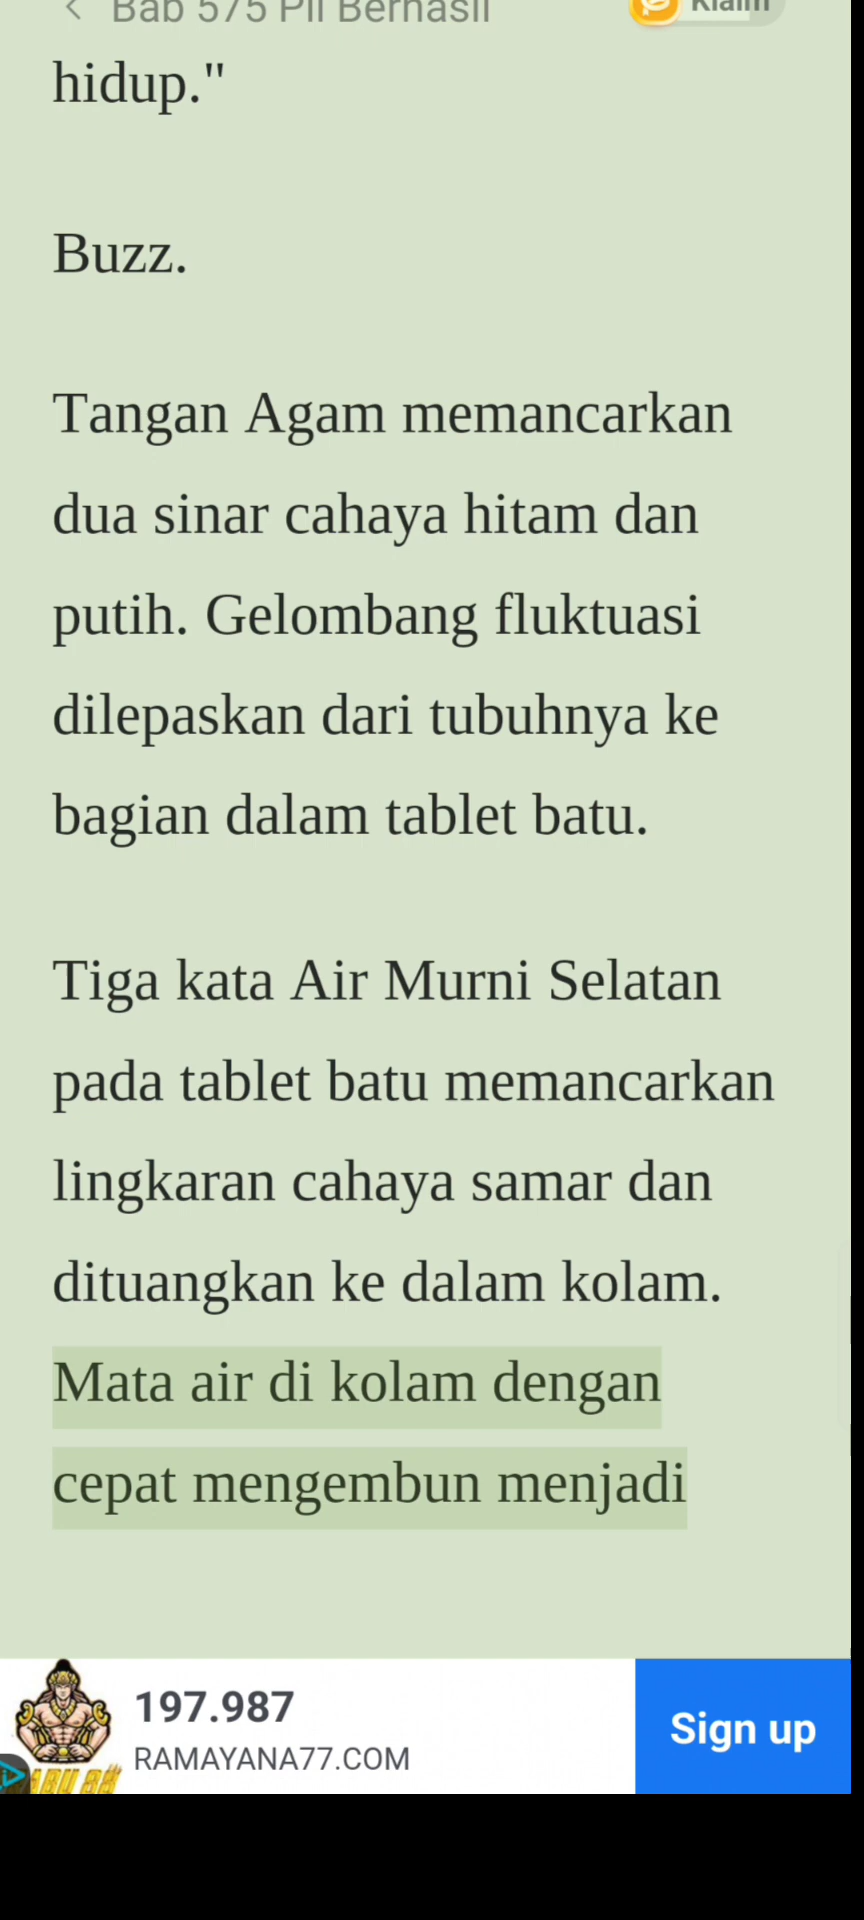 Bab 575 Pil Berhasil
Klaim
hidup."
Buzz.
Tangan Agam memancarkan
dua sinar cahaya hitam dan
putih. Gelombang fluktuasi
dilepaskan dari tubuhnya ke
bagian dalam tablet batu.
Tiga kata Air Murni Selatan
pada tablet batu memancarkan
lingkaran cahaya samar dan
dituangkan ke dalam kolam.
Mata air di kolam dengan
cepat mengembun menjadi
197.987
RAMAYANA77.COM
Sign up